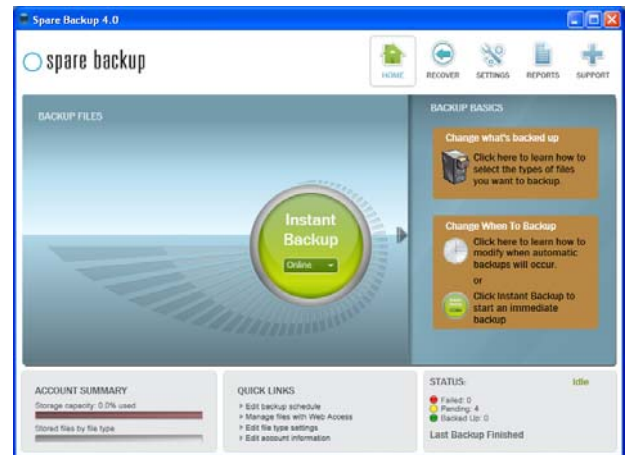 Spare Backup 4.0
spare backup
HOME
RECOVER
SETTINGS
REPORTS
SUPPORT
BACKUP FILES
Instant
Backup
Online
BACKUP BASICS
Change what's backed up
Click here to learn how to
select the types of files
you want to backup.
Change When To Backup
Click here to learn how to
modify when automatic
backups will occur.
or
Click Instant Backup to
start an immediate
backup
ACCOUNT SUMMARY
Storage capacity: 0.0% used
Stored files by file type
QUICK LINKS
Edit backup schedule
Manage files with Web Access
Edit file type settings
Edit account information
STATUS:
Idle
Failed: 0
Pending: 4
Backed Up: 0
Last Backup Finished